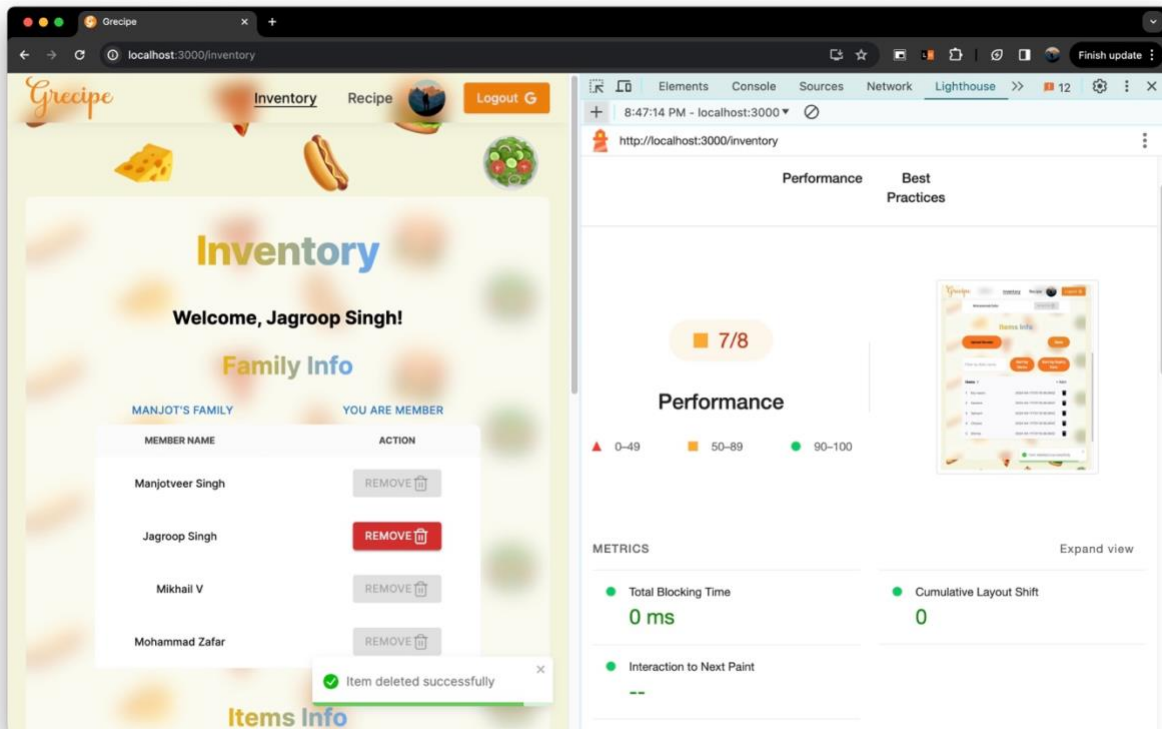 Grecipe
localhost:3000/inventory
Finish update
Grecipe
Inventory
Recipe
Logout G
Inventory
Welcome, Jagroop Singh!
Family Info
MANJOT'S FAMILY
YOU ARE MEMBER
MEMBER NAME
ACTION
Manjotveer Singh
REMOVE
Jagroop Singh
REMOVE
Mikhail V
REMOVE
Mohammad Zafar
REMOVE
Item deleted successfully
Items Info
Elements
Console
Sources
Network
Lighthouse
12
8:47:14 PM - localhost:3000
http://localhost:3000/inventory
Performance
Best
Practices
7/8
Performance
0–49
50–89
90–100
Grecipe
Items Info
METRICS
Expand view
Total Blocking Time
0 ms
Cumulative Layout Shift
0
Interaction to Next Paint
--